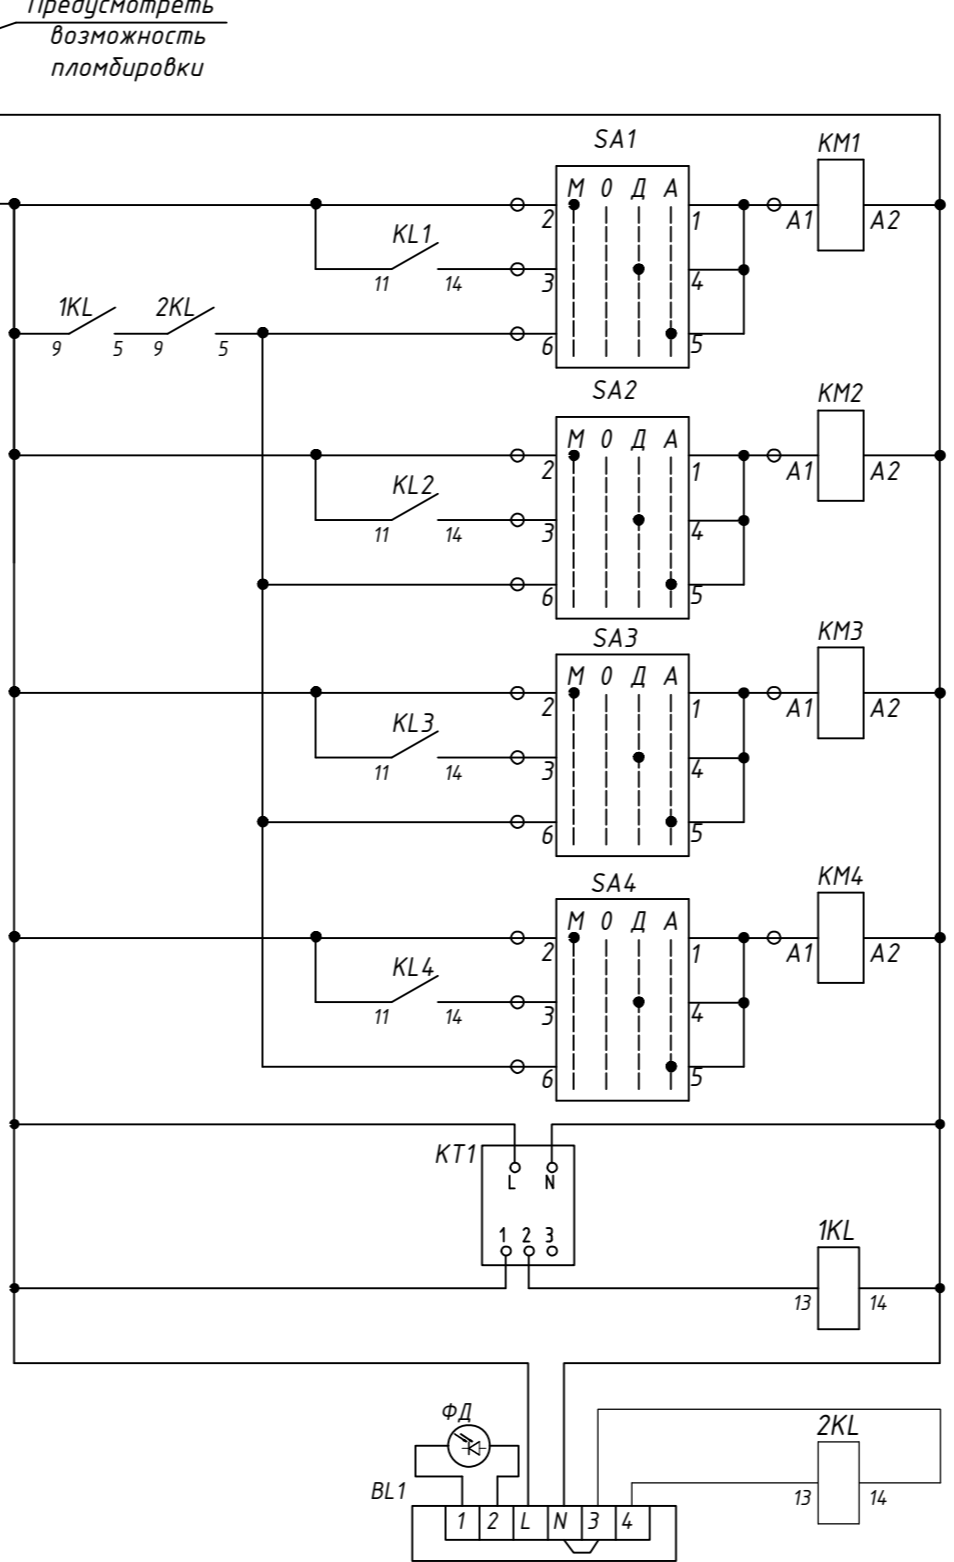 Предусмотреть
возможность
пломбировки
SA1
KM1
М О Д А
2 1 A1 A2
KL1
11 14 3 4
1KL 2KL
9 5 9 5 6 5
SA2
KM2
М О Д А
2 1 A1 A2
KL2
11 14 3 4
6 5
SA3
KM3
М О Д А
2 1 A1 A2
KL3
11 14 3 4
6 5
SA4
KM4
М О Д А
2 1 A1 A2
KL4
11 14 3 4
6 5
KT1
L N
1 2 3
1KL
13 14
ФД
2KL
BL1
13 14
1 2 L N 3 4